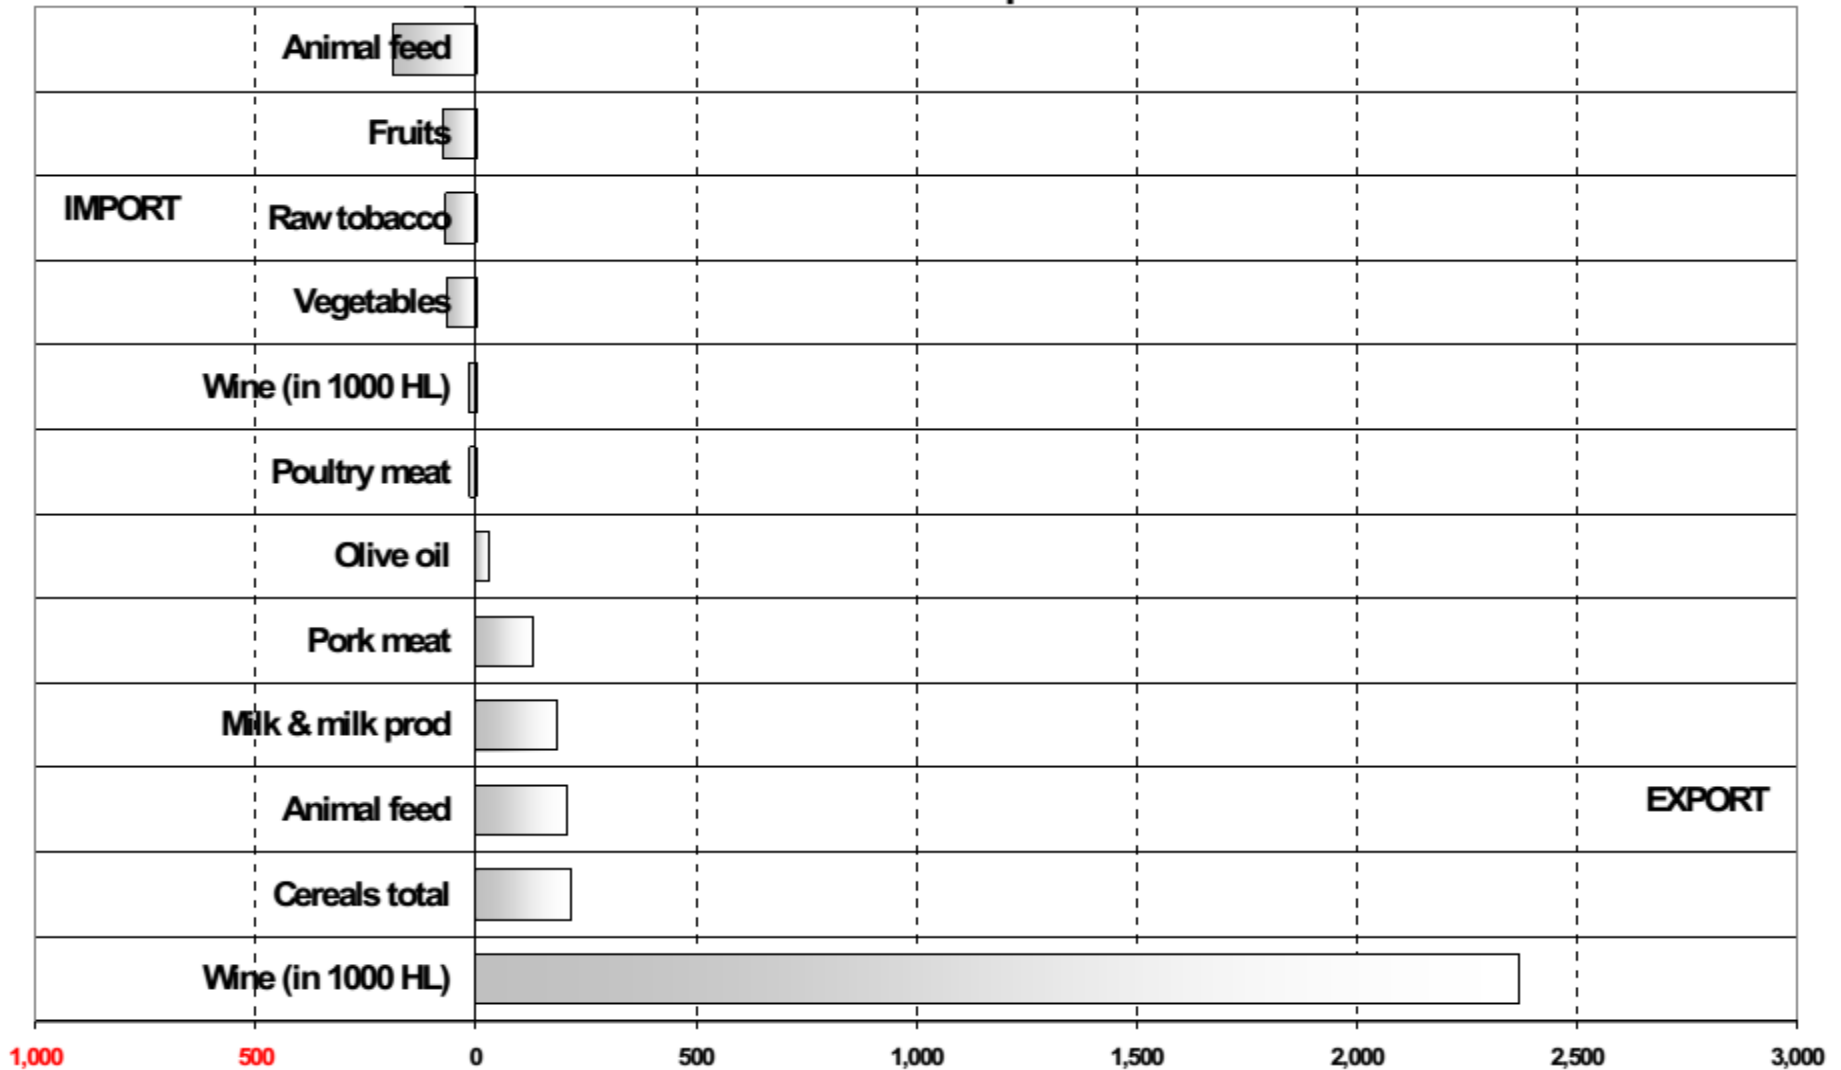 Animal feed
Fruits
IMPORT
Raw tobacco
Vegetables
Wine (in 1000 HL)
Poultry meat
Olive oil
Pork meat
Milk & milk prod
Animal feed
EXPORT
Cereals total
Wine (in 1000 HL)
1,000 500 0 500 1,000 1,500 2,000 2,500 3,000